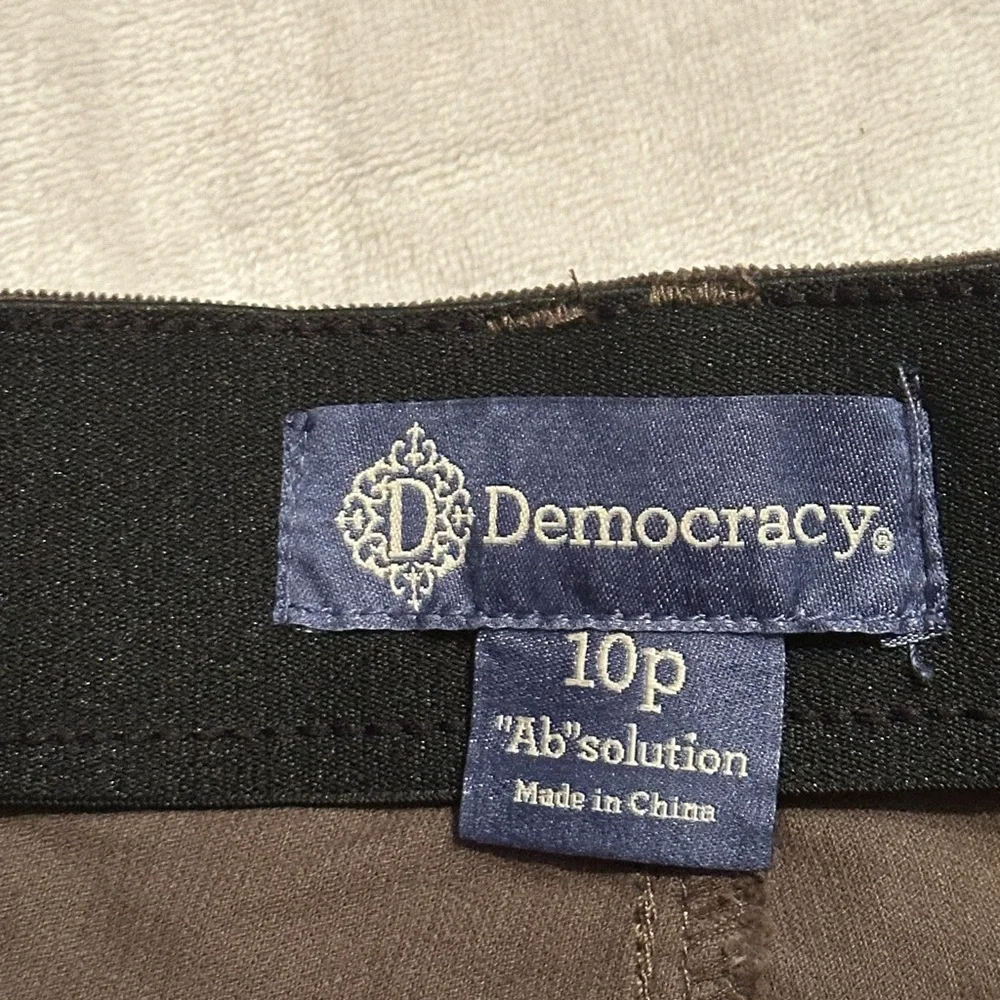 D Democracy®
10p
"Ab"solution
Made in China